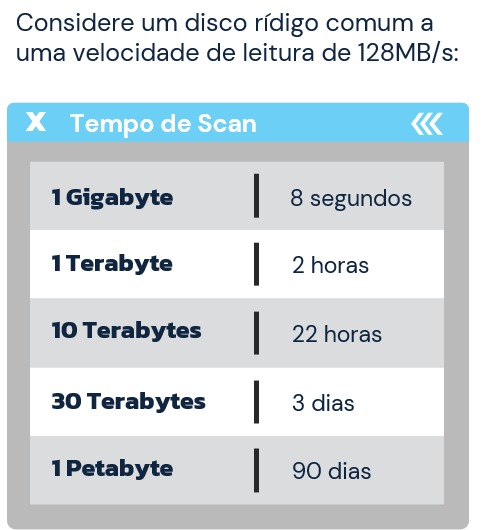 Considere um disco rídigo comum a
uma velocidade de leitura de 128MB/s:
X Tempo de Scan
1 Gigabyte 8 segundos
1 Terabyte 2 horas
10 Terabytes 22 horas
30 Terabytes 3 dias
1 Petabyte 90 dias